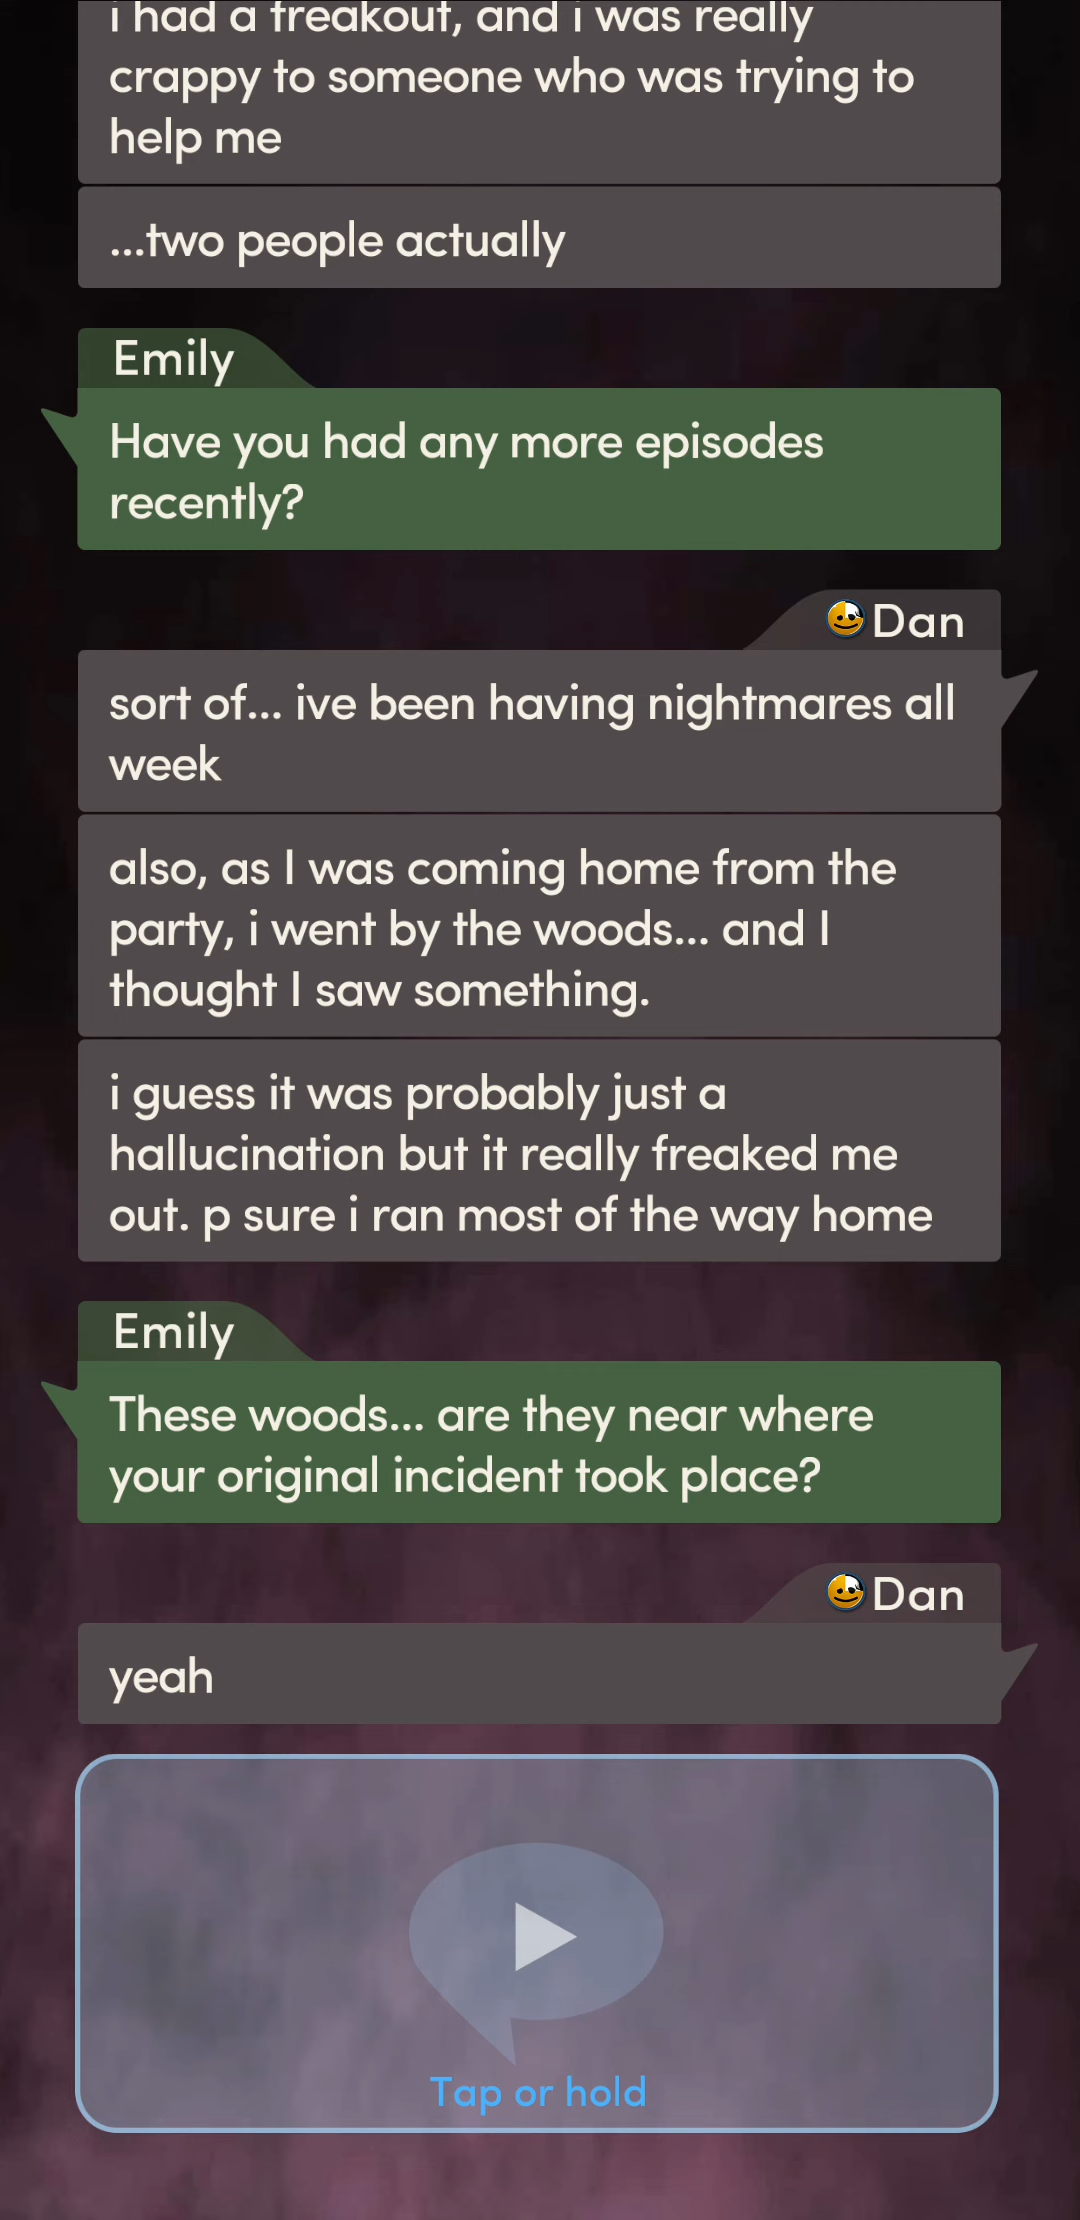 i had a freakout, and i was really
crappy to someone who was trying to
help me
...two people actually
Emily
Have you had any more episodes
recently?
Dan
sort of... ive been having nightmares all
week
also, as I was coming home from the
party, i went by the woods... and I
thought I saw something.
i guess it was probably just a
hallucination but it really freaked me
out. p sure i ran most of the way home
Emily
These woods... are they near where
your original incident took place?
Dan
yeah
Tap or hold